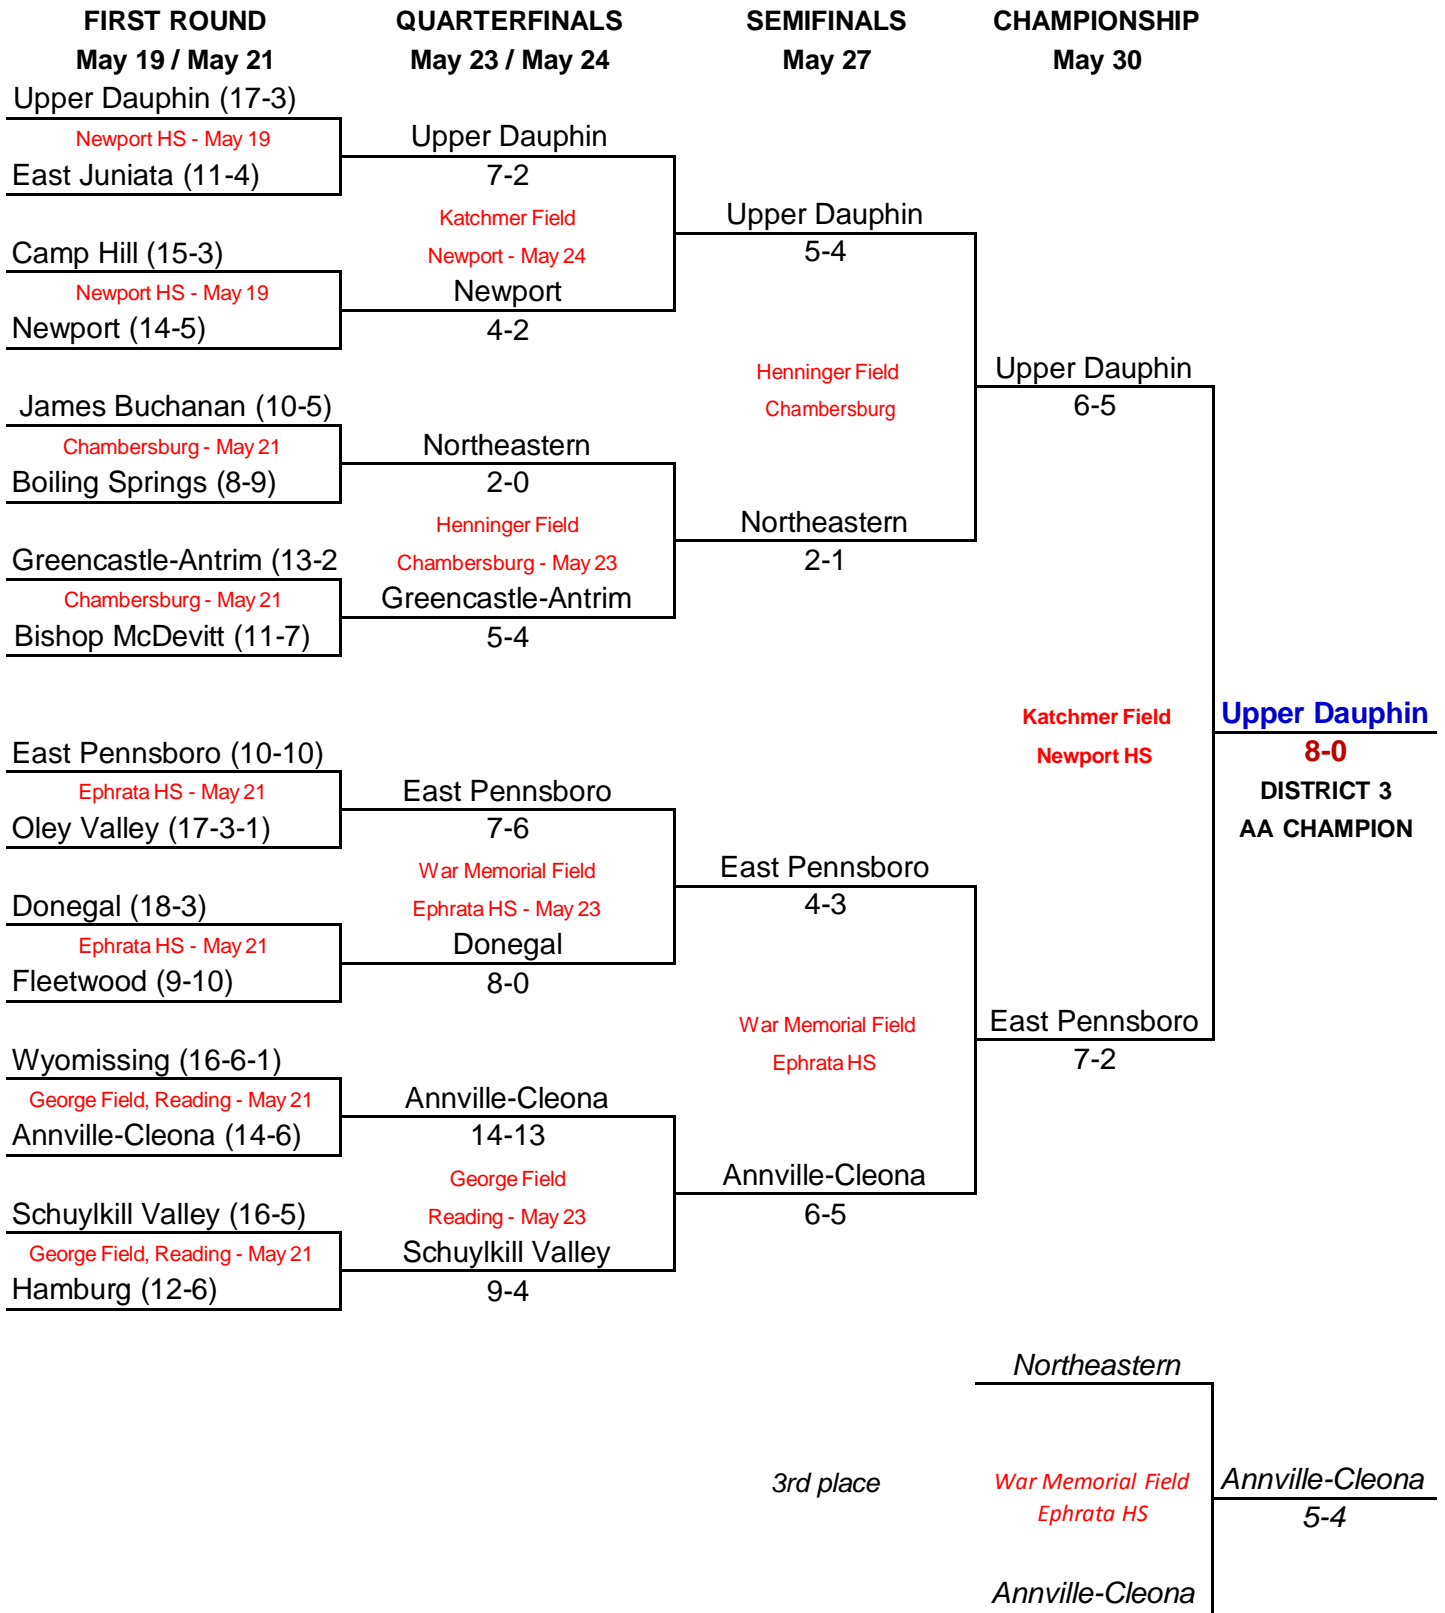 FIRST ROUND
May 19 / May 21
Upper Dauphin (17-3)
Newport HS - May 19
East Juniata (11-4)
Camp Hill (15-3)
Newport HS - May 19
Newport (14-5)
James Buchanan (10-5)
Chambersburg - May 21
Boiling Springs (8-9)
Greencastle-Antrim (13-2
Chambersburg - May 21
Bishop McDevitt (11-7)
East Pennsboro (10-10)
Ephrata HS - May 21
Oley Valley (17-3-1)
Donegal (18-3)
Ephrata HS - May 21
Fleetwood (9-10)
Wyomissing (16-6-1)
George Field, Reading - May 21
Annville-Cleona (14-6)
Schuylkill Valley (16-5)
George Field, Reading - May 21
Hamburg (12-6)
QUARTERFINALS
May 23 / May 24
Upper Dauphin
7-2
Katchmer Field
Newport - May 24
Newport
4-2
Northeastern
2-0
Henninger Field
Chambersburg - May 23
Greencastle-Antrim
5-4
East Pennsboro
7-6
War Memorial Field
Ephrata HS - May 23
Donegal
8-0
Annville-Cleona
14-13
George Field
Reading - May 23
Schuylkill Valley
9-4
SEMIFINALS
May 27
Upper Dauphin
5-4
Henninger Field
Chambersburg
Northeastern
2-1
East Pennsboro
4-3
War Memorial Field
Ephrata HS
Annville-Cleona
6-5
CHAMPIONSHIP
May 30
Upper Dauphin
6-5
Katchmer Field
Newport HS
East Pennsboro
7-2
Upper Dauphin
8-0
DISTRICT 3
AA CHAMPION
3rd place
Northeastern
War Memorial Field
Ephrata HS
Annville-Cleona
Annville-Cleona
5-4